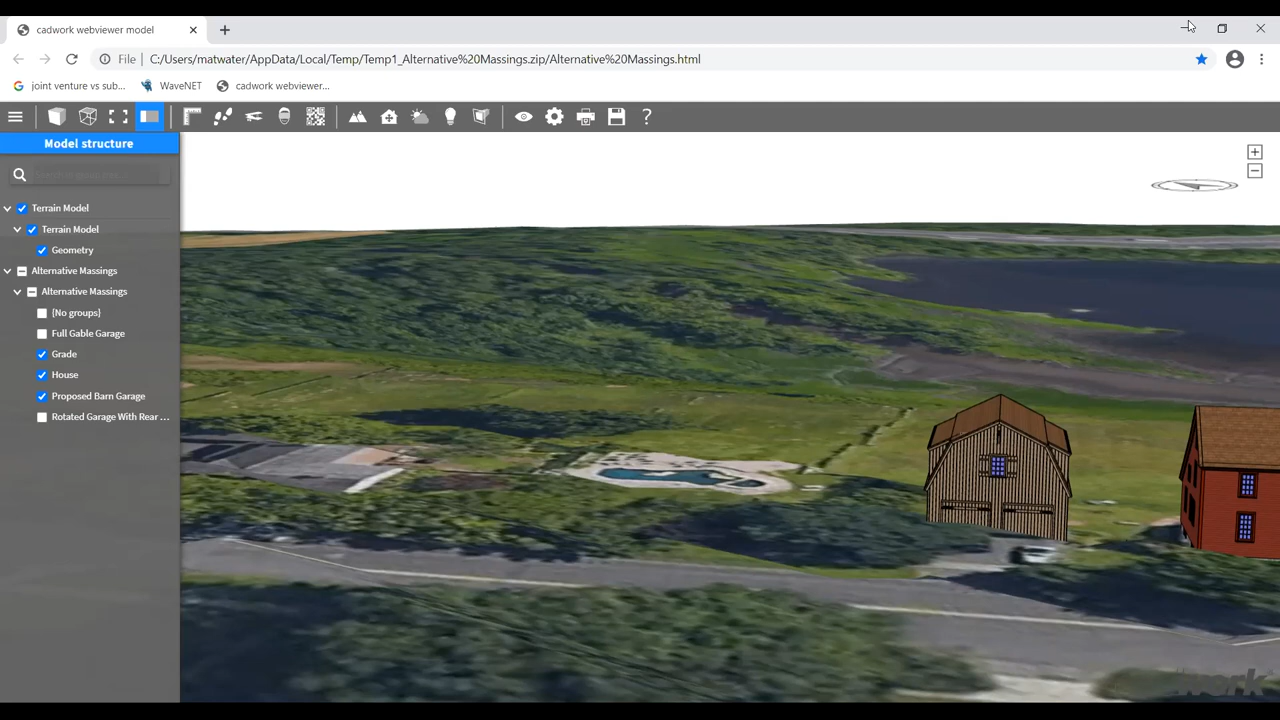 cadwork webviewer model
File
C:/Users/matwater/AppData/Local/Temp/Temp1_Alternative%20Massings.zip/Alternative%20Massings.html
joint venture vs sub...
WaveNET
cadwork webviewer...
Model structure
Terrain Model
Terrain Model
Geometry
Alternative Massings
Alternative Massings
{No groups}
Full Gable Garage
Grade
House
Proposed Barn Garage
Rotated Garage With Rear ...